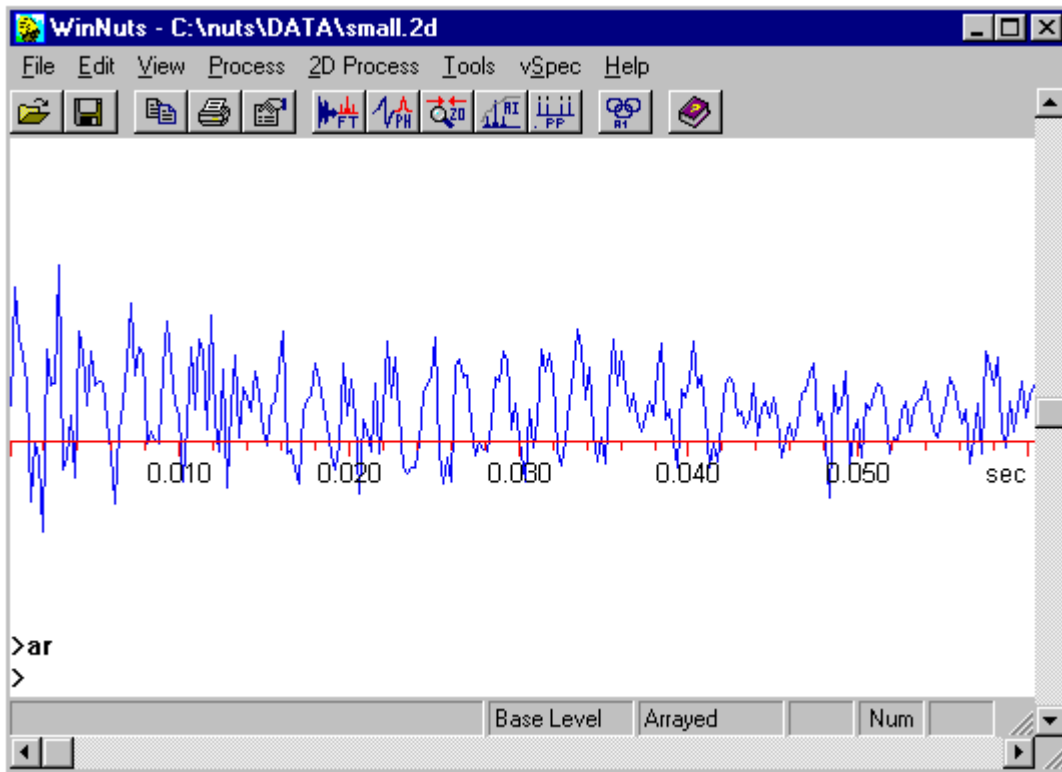 WinNuts - C:\nuts\DATA\small.2d
File Edit View Process 2D Process Tools vSpec Help
FT PH ZO AI PP A1
0.010 0.020 0.030 0.040 0.050 sec
>ar
>
Base Level Arrayed Num